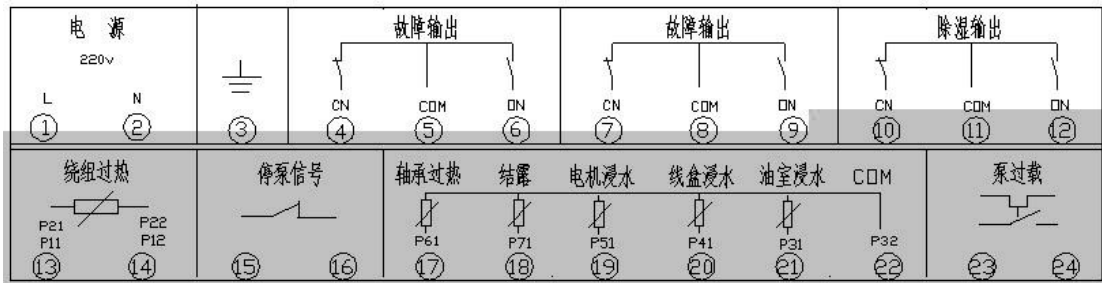 电 源 故障输出 故障输出 除湿输出
220v
L N CN COM ON CN COM ON CN COM ON
① ② ③ ④ ⑤ ⑥ ⑦ ⑧ ⑨ ⑩ ⑪ ⑫
绕组过热 停泵信号 轴承过热 结露 电机浸水 线盒浸水 油室浸水 COM 泵过载
P21 P22
P11 P12 P61 P71 P51 P41 P31 P32
⑬ ⑭ ⑮ ⑯ ⑰ ⑱ ⑲ ⑳ ㉑ ㉒ ㉓ ㉔